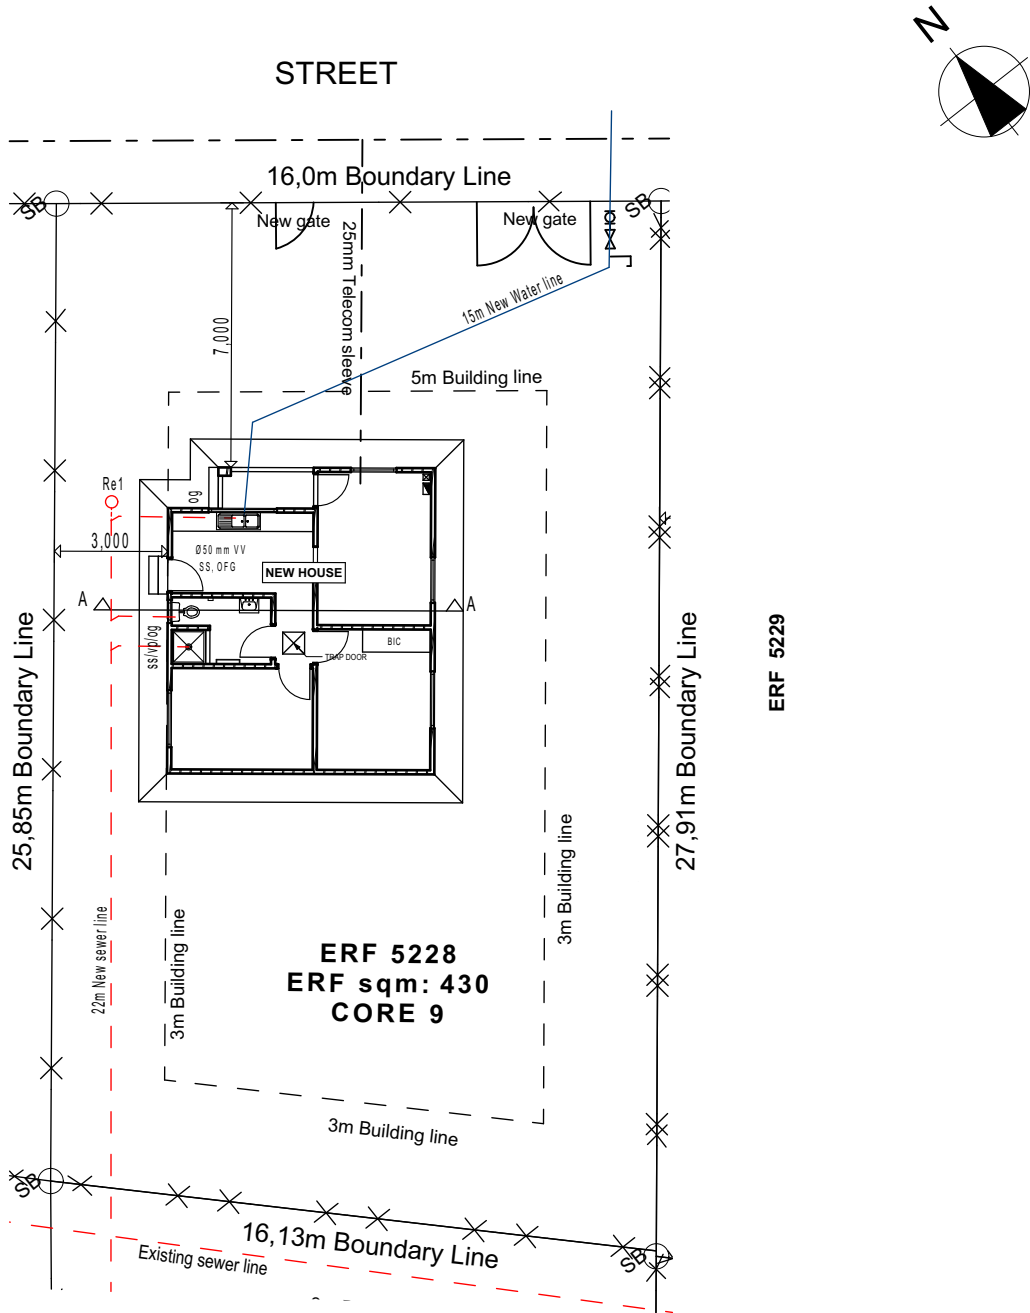 N
STREET
16,0m Boundary Line
SB
SB
New gate
New gate
25mm Telecom sleeve
15m New Water line
7,000
5m Building line
Re1
og
3,000
Ø50 mm VV
SS, OFG
NEW HOUSE
A
A
ss/vp/og
BIC
TRAP DOOR
25,85m Boundary Line
27,91m Boundary Line
ERF 5229
22m New sewer line
3m Building line
3m Building line
ERF 5228
ERF sqm: 430
CORE 9
3m Building line
SB
SB
16,13m Boundary Line
Existing sewer line